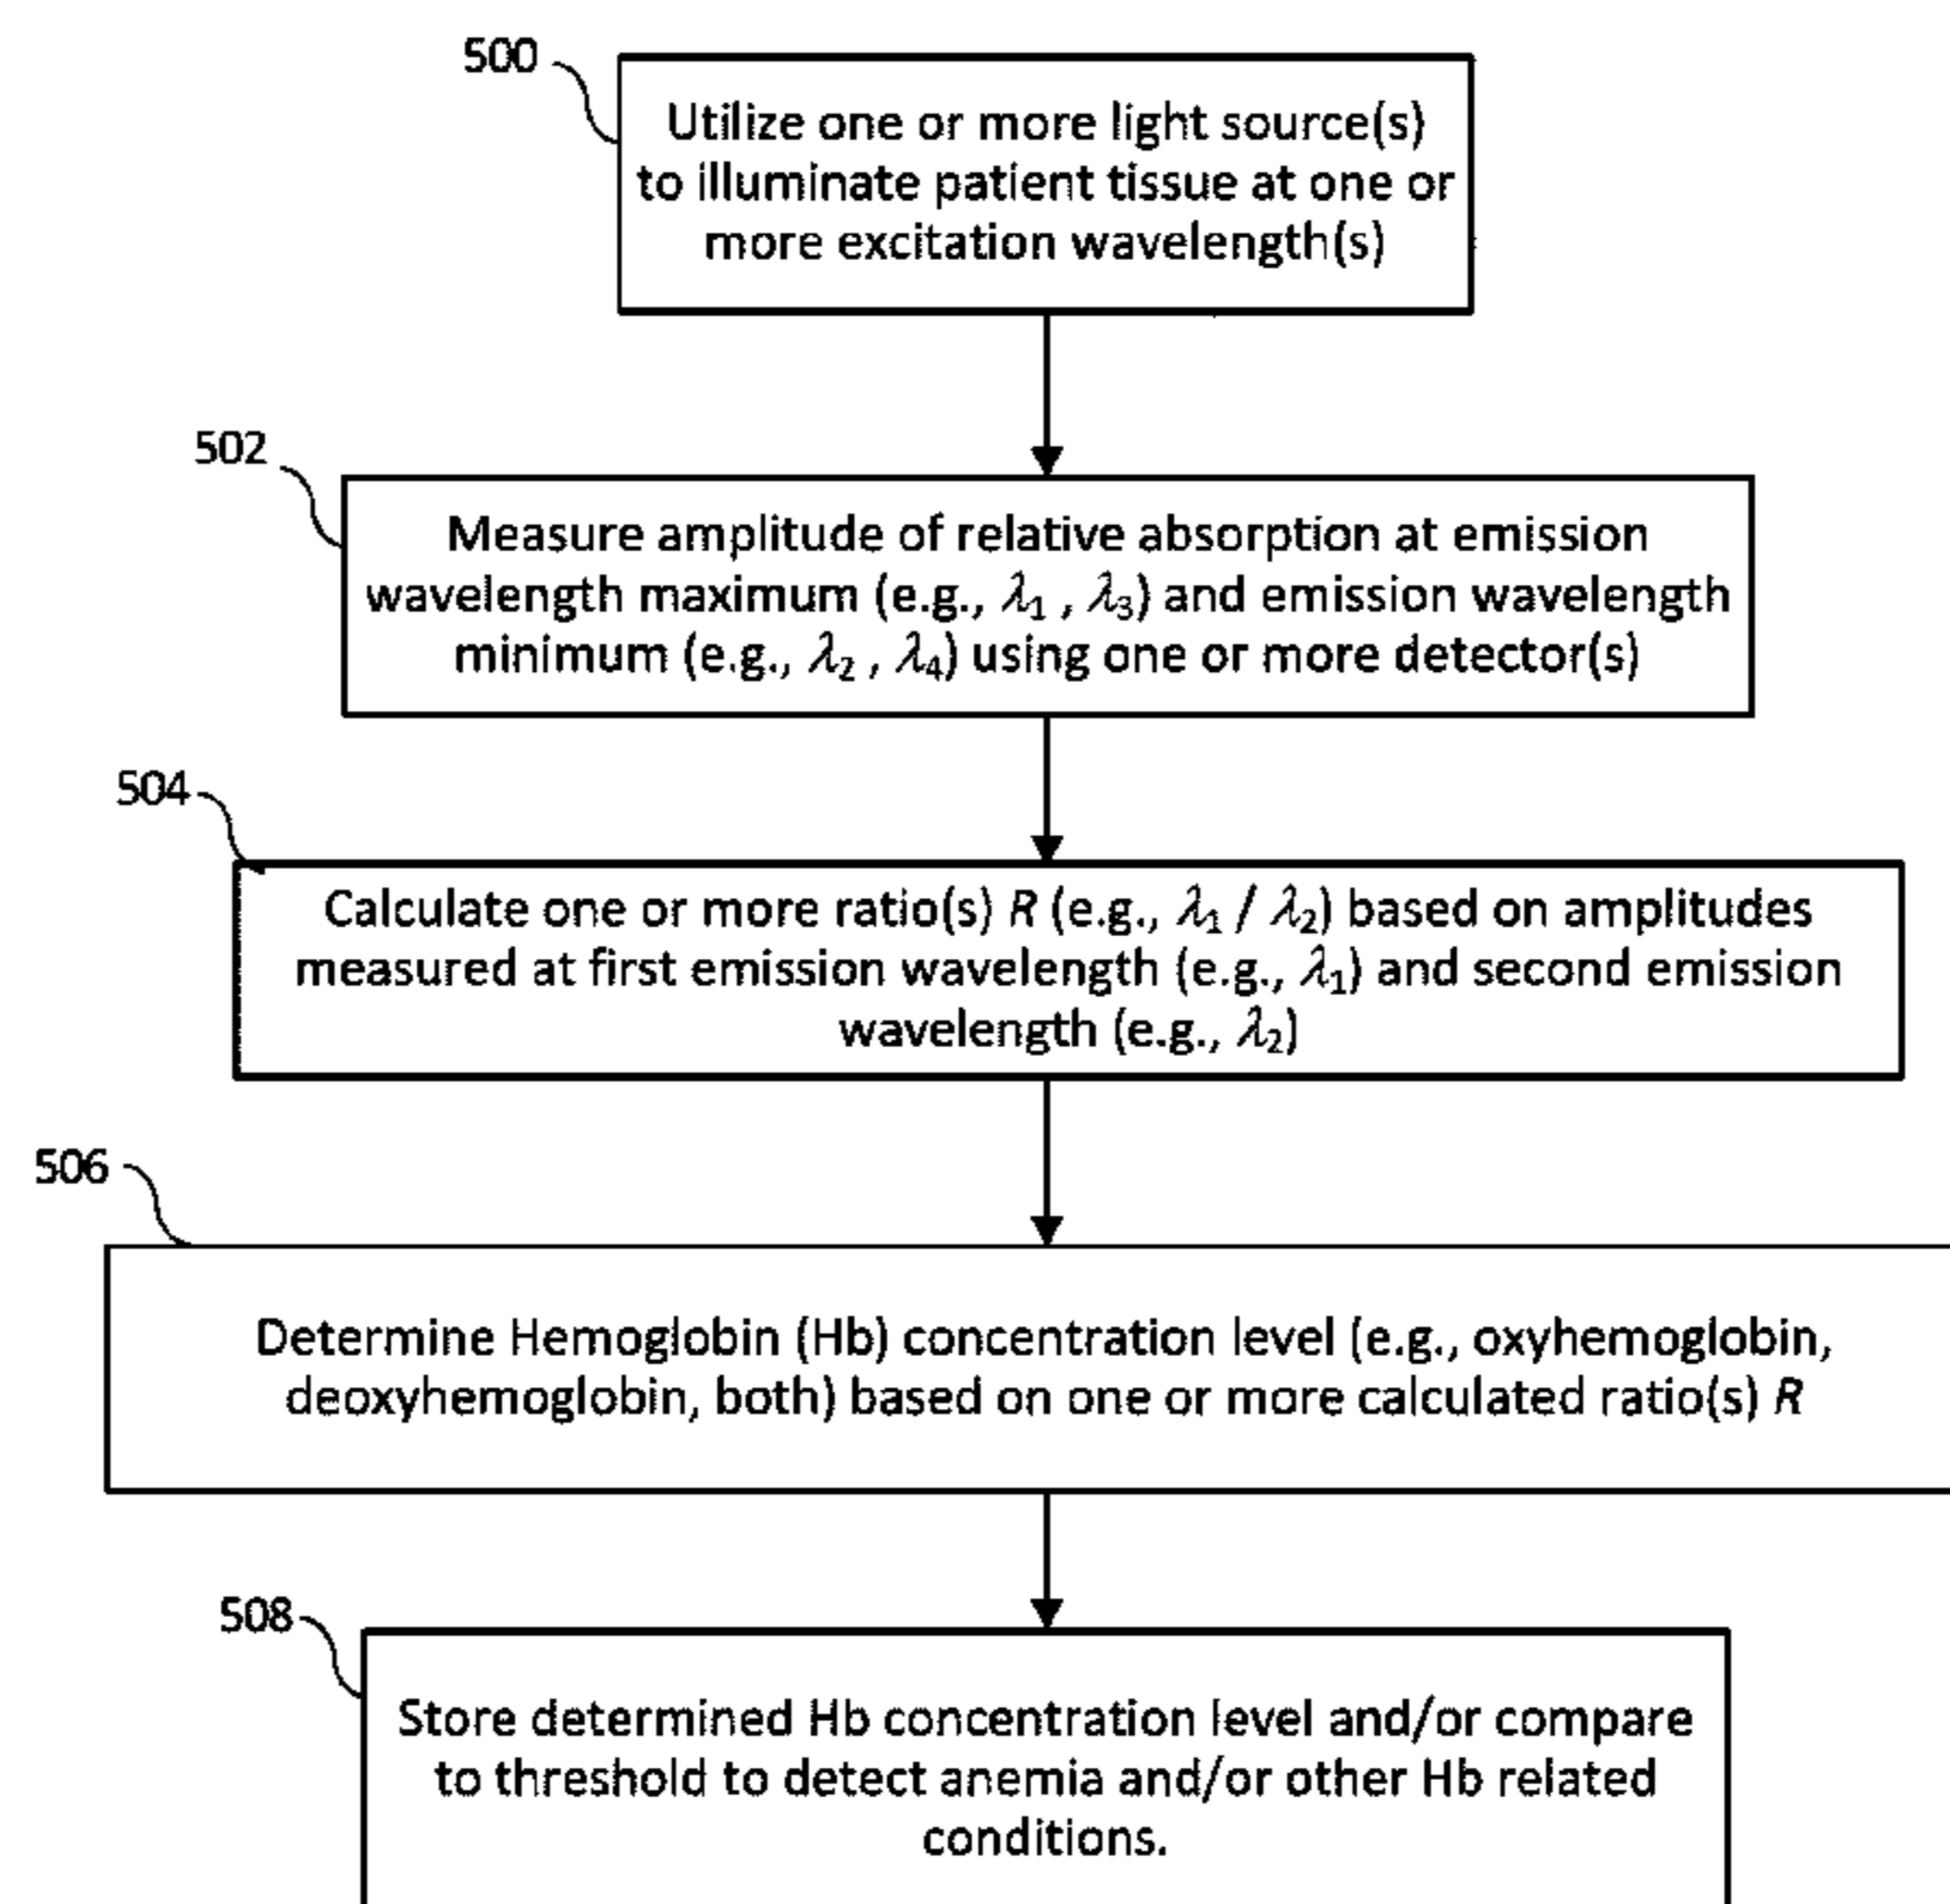 500
Utilize one or more light source(s)
to illuminate patient tissue at one or
more excitation wavelength(s)
502
Measure amplitude of relative absorption at emission
wavelength maximum (e.g., λ₁ , λ₃) and emission wavelength
minimum (e.g., λ₂ , λ₄) using one or more detector(s)
504
Calculate one or more ratio(s) R (e.g., λ₁ / λ₂) based on amplitudes
measured at first emission wavelength (e.g., λ₁) and second emission
wavelength (e.g., λ₂)
506
Determine Hemoglobin (Hb) concentration level (e.g., oxyhemoglobin,
deoxyhemoglobin, both) based on one or more calculated ratio(s) R
508
Store determined Hb concentration level and/or compare
to threshold to detect anemia and/or other Hb related
conditions.